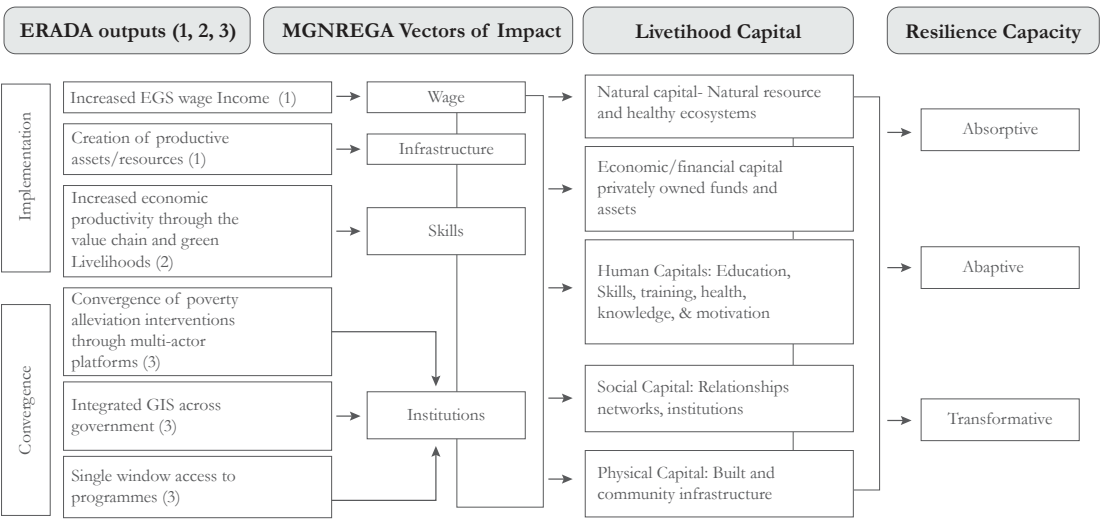 ERADA outputs (1, 2, 3)
MGNREGA Vectors of Impact
Livetihood Capital
Resilience Capacity
Implementation
Increased EGS wage Income (1)
Creation of productive
assets/resources (1)
Increased economic
productivity through the
value chain and green
Livelihoods (2)
Convergence
Convergence of poverty
alleviation interventions
through multi-actor
platforms (3)
Integrated GIS across
government (3)
Single window access to
programmes (3)
Wage
Infrastructure
Skills
Institutions
Natural capital- Natural resource
and healthy ecosystems
Economic/financial capital
privately owned funds and
assets
Human Capitals: Education,
Skills, training, health,
knowledge, & motivation
Social Capital: Relationships
networks, institutions
Physical Capital: Built and
community infrastructure
Absorptive
Abaptive
Transformative